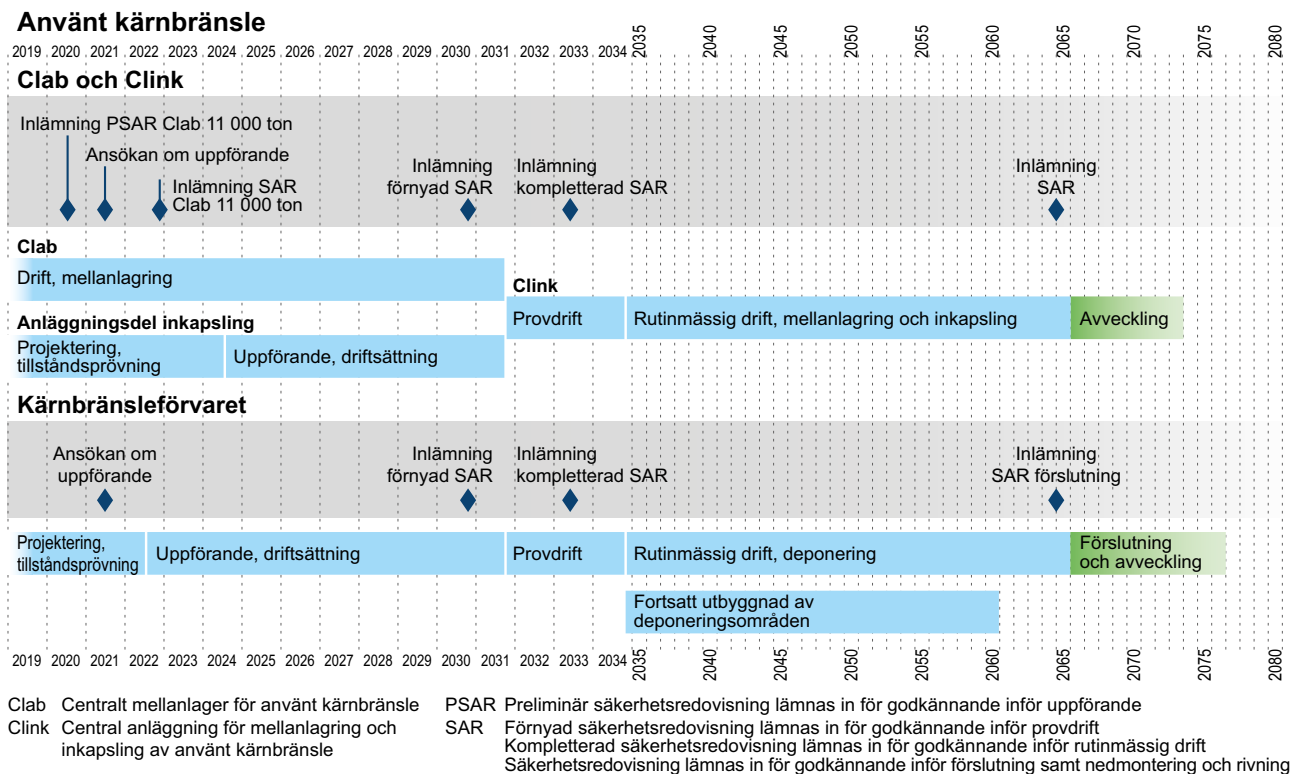 Använt kärnbränsle
2019 2020 2021 2022 2023 2024 2025 2026 2027 2028 2029 2030 2031 2032 2033 2034 2035 2040 2045 2050 2055 2060 2065 2070 2075 2080
Clab och Clink
Inlämning PSAR Clab 11 000 ton
Ansökan om uppförande
Inlämning SAR
Clab 11 000 ton
Inlämning
förnyad SAR
Inlämning
kompletterad SAR
Inlämning
SAR
Clab
Drift, mellanlagring
Clink
Provdrift
Rutinmässig drift, mellanlagring och inkapsling
Avveckling
Anläggningsdel inkapsling
Projektering,
tillståndsprövning
Uppförande, driftsättning
Kärnbränsleförvaret
Ansökan om
uppförande
Inlämning
förnyad SAR
Inlämning
kompletterad SAR
Inlämning
SAR förslutning
Projektering,
tillståndsprövning
Uppförande, driftsättning
Provdrift
Rutinmässig drift, deponering
Förslutning
och avveckling
Fortsatt utbyggnad av
deponeringsområden
2019 2020 2021 2022 2023 2024 2025 2026 2027 2028 2029 2030 2031 2032 2033 2034 2035 2040 2045 2050 2055 2060 2065 2070 2075 2080
Clab Centralt mellanlager för använt kärnbränsle
Clink Central anläggning för mellanlagring och
inkapsling av använt kärnbränsle
PSAR Preliminär säkerhetsredovisning lämnas in för godkännande inför uppförande
SAR Förnyad säkerhetsredovisning lämnas in för godkännande inför provdrift
Kompletterad säkerhetsredovisning lämnas in för godkännande inför rutinmässig drift
Säkerhetsredovisning lämnas in för godkännande inför förslutning samt nedmontering och rivning